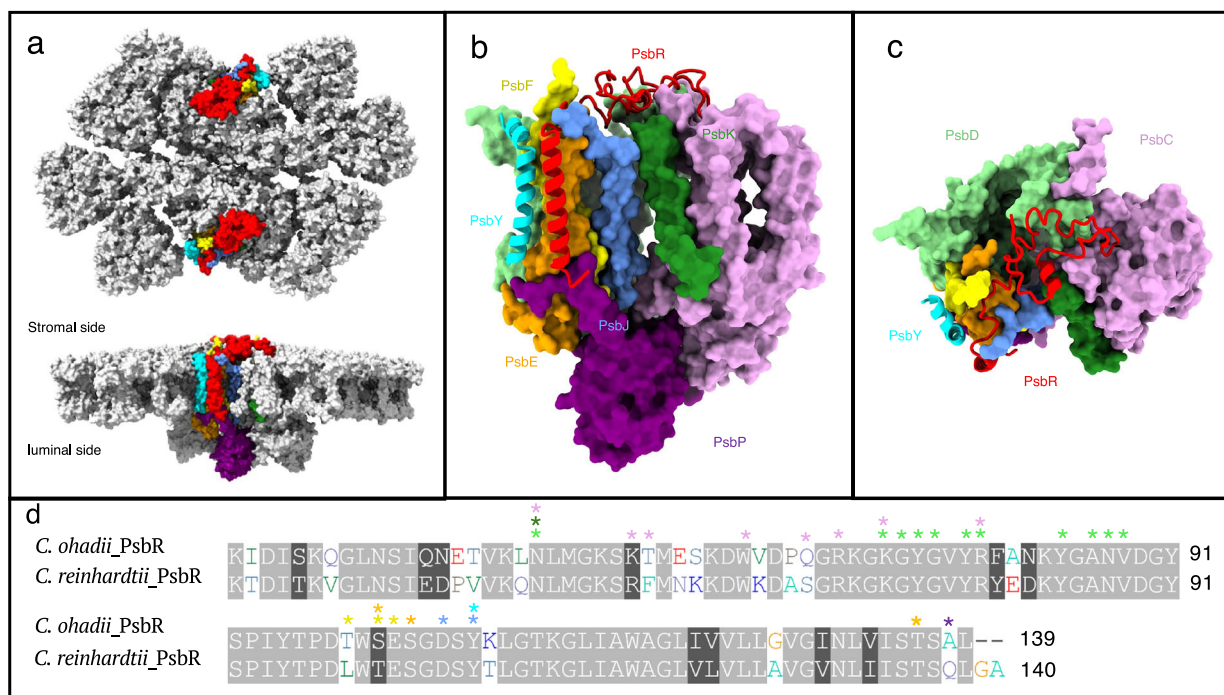 a
Stromal side
luminal side
b
PsbR
PsbF
PsbK
PsbY
PsbJ
PsbE
PsbP
c
PsbD
PsbC
PsbY
PsbR
d
* 
* *
* * * * * * * * * * * * * * * * * *
C. ohadii_PsbR KIDISKQGLNSIQNETVKLNLMGKSKTMESKDWVDPQGRKGKGYGVYRFANKYGANVDGY 91
C. reinhardtii_PsbR KTDITKVGLNSIEDPVVKQNLMGKSRFMNKKDWKDASGRKGKGYGVYRYEDKYGANVDGY 91
* *
* * * * * * * *
C. ohadii_PsbR SPIYTPDTWSESGDSYKLGTKGLIAWAGLIVVLLGVGINLVISTSAL-- 139
C. reinhardtii_PsbR SPIYTPDLWTESGDSYTLGTKGLIAWAGLVLVLLAVGVNLIISTSQLGA 140